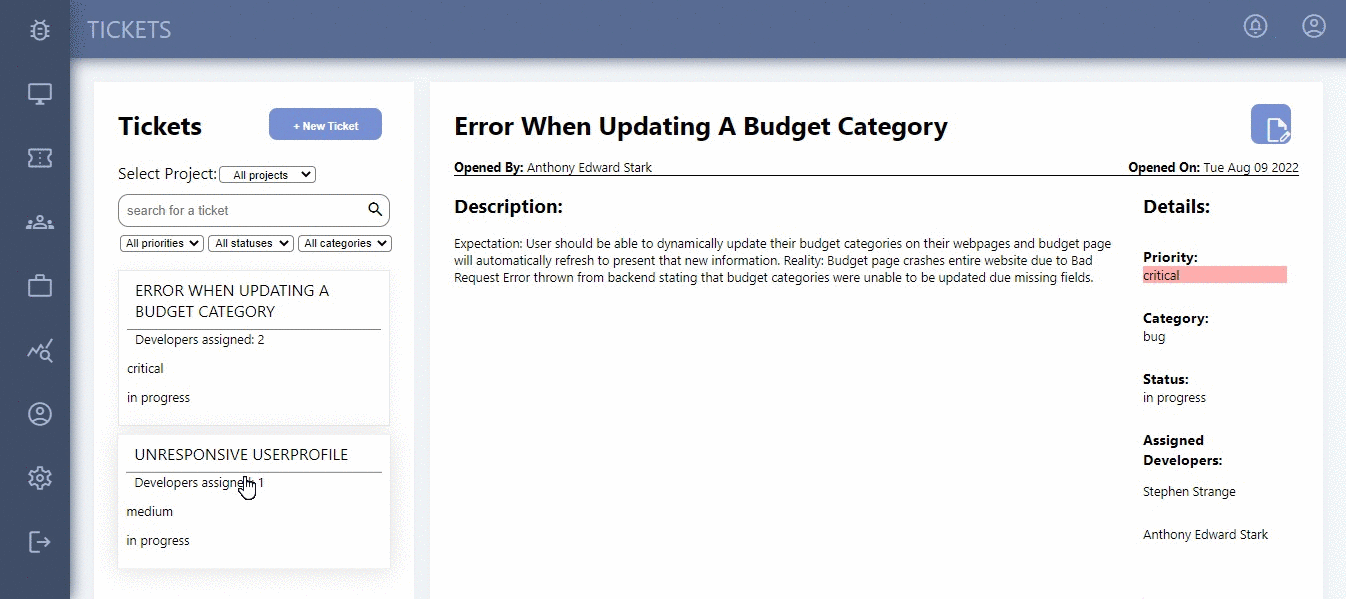 TICKETS
Tickets
+ New Ticket
Select Project: All projects
search for a ticket
All priorities All statuses All categories
ERROR WHEN UPDATING A
BUDGET CATEGORY
Developers assigned: 2
critical
in progress
UNRESPONSIVE USERPROFILE
Developers assigned: 1
medium
in progress
Error When Updating A Budget Category
Opened By: Anthony Edward Stark
Opened On: Tue Aug 09 2022
Description:
Expectation: User should be able to dynamically update their budget categories on their webpages and budget page
will automatically refresh to present that new information. Reality: Budget page crashes entire website due to Bad
Request Error thrown from backend stating that budget categories were unable to be updated due missing fields.
Details:
Priority:
critical
Category:
bug
Status:
in progress
Assigned
Developers:
Stephen Strange
Anthony Edward Stark